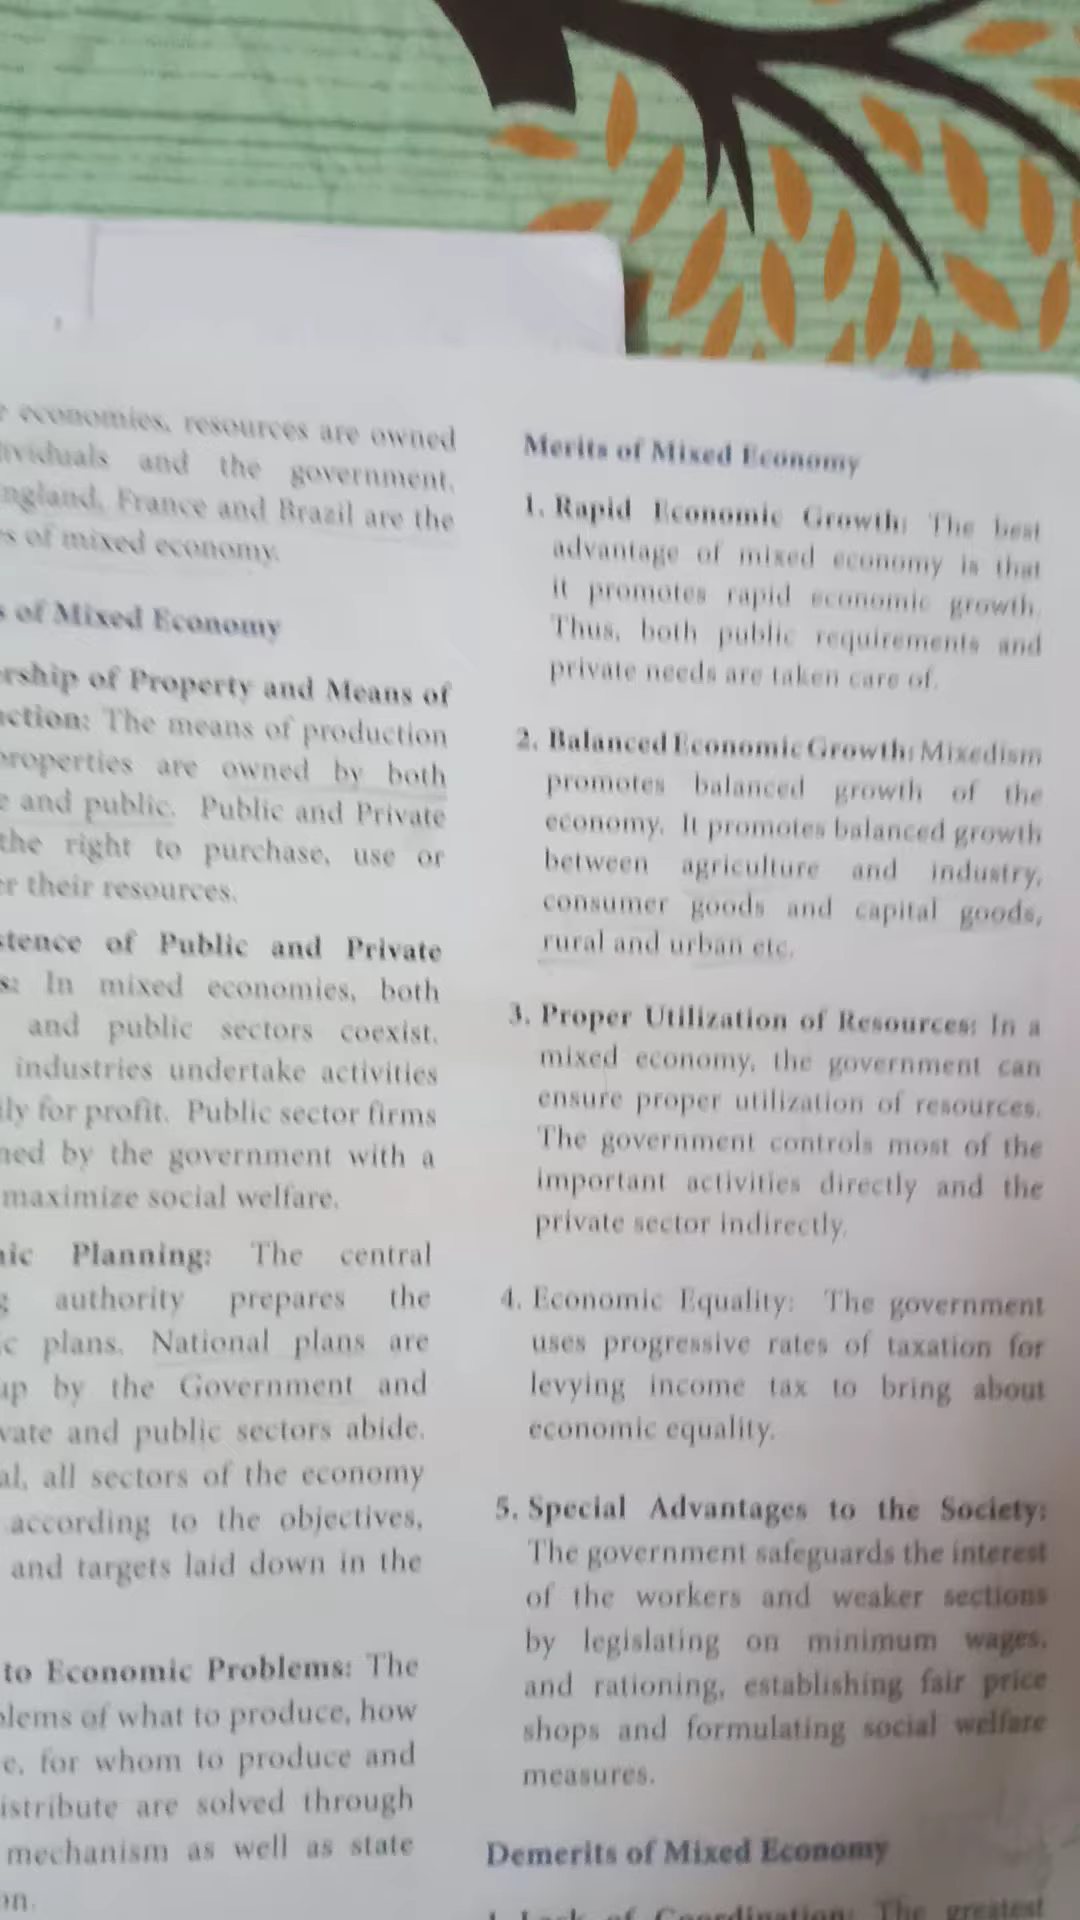 economies, resources are owned
and the government.
France and Brazil are the
of mixed economy.
of Mixed Economy
of Property and Means of
The means of production
are owned by both
and public. Public and Private
the right to purchase, use or
their resources.
of Public and Private
In mixed economies, both
and public sectors coexist.
industries undertake activities
for profit. Public sector firms
by the government with a
maximize social welfare.
Planning: The central
authority prepares the
plans. National plans are
by the Government and
and public sectors abide.
all sectors of the economy
according to the objectives,
and targets laid down in the
to Economic Problems: The
of what to produce, how
for whom to produce and
are solved through
mechanism as well as state
Merits of Mixed Economy
1. Rapid Economic Growth: The best
advantage of mixed economy is that
it promotes rapid economic growth.
Thus, both public requirements and
private needs are taken care of.
2. Balanced Economic Growth: Mixedism
promotes balanced growth of the
economy. It promotes balanced growth
between agriculture and industry,
consumer goods and capital goods,
rural and urban etc.
3. Proper Utilization of Resources: In a
mixed economy, the government can
ensure proper utilization of resources.
The government controls most of the
important activities directly and the
private sector indirectly.
4. Economic Equality: The government
uses progressive rates of taxation for
levying income tax to bring about
economic equality.
5. Special Advantages to the Society:
The government safeguards the interest
of the workers and weaker sections
by legislating on minimum wages,
and rationing, establishing fair price
shops and formulating social welfare
measures.
Demerits of Mixed Economy
1. Lack of Coordination: The greatest